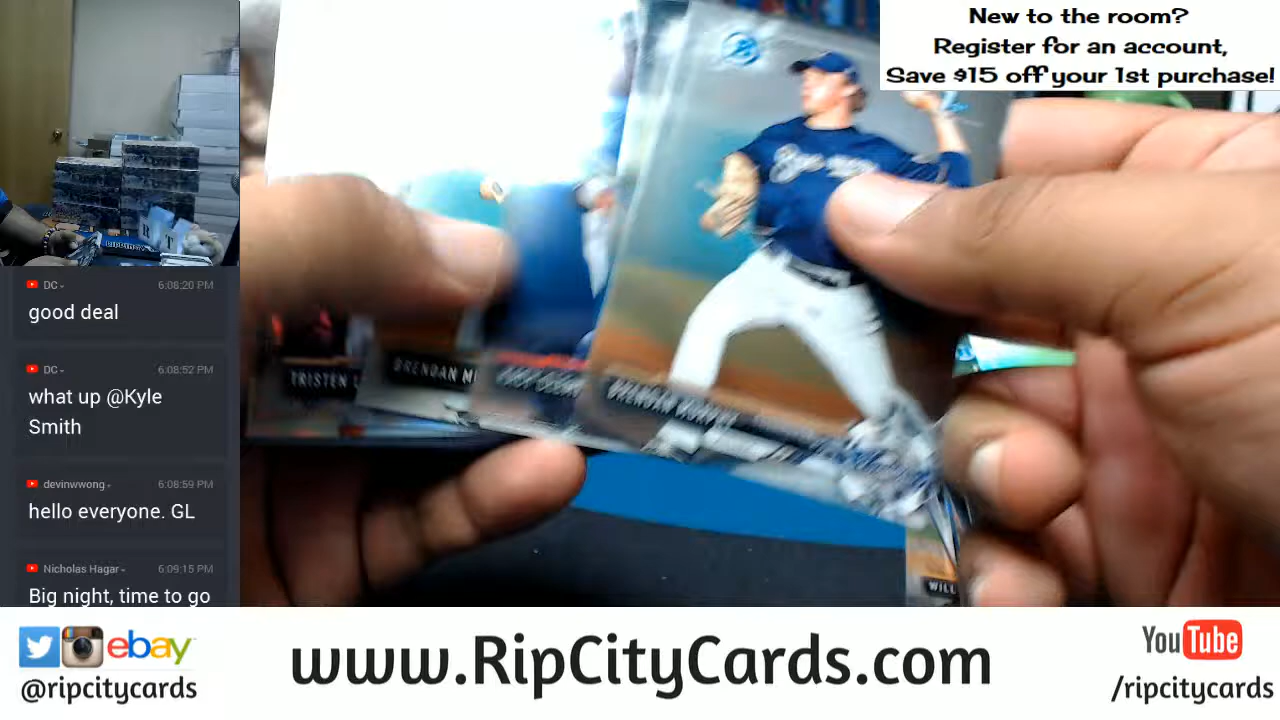 New to the room?
Register for an account,
Save $15 off your 1st purchase!
DC
6:08:20 PM
good deal
DC
6:08:52 PM
what up @Kyle
Smith
devinwwong
6:08:59 PM
hello everyone. GL
Nicholas Hagar
6:09:15 PM
Big night, time to go
TRISTEN
BRENDAN
BRENDAN
WILL
ebay
@ripcitycards
www.RipCityCards.com
YouTube
/ripcitycards